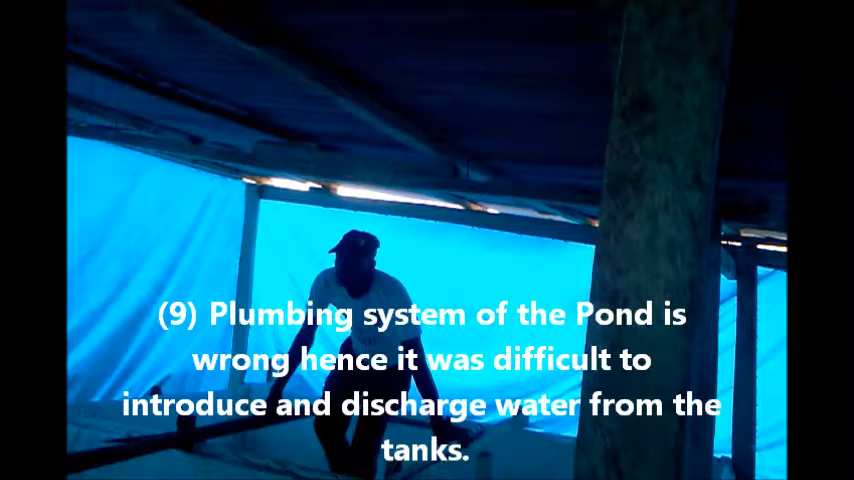 (9) Plumbing system of the Pond is
wrong hence it was difficult to
introduce and discharge water from the
tanks.